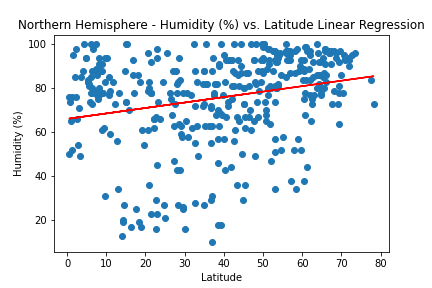 Northern Hemisphere - Humidity (%) vs. Latitude Linear Regression
100
80
60
40
20
Humidity (%)
0 10 20 30 40 50 60 70 80
Latitude